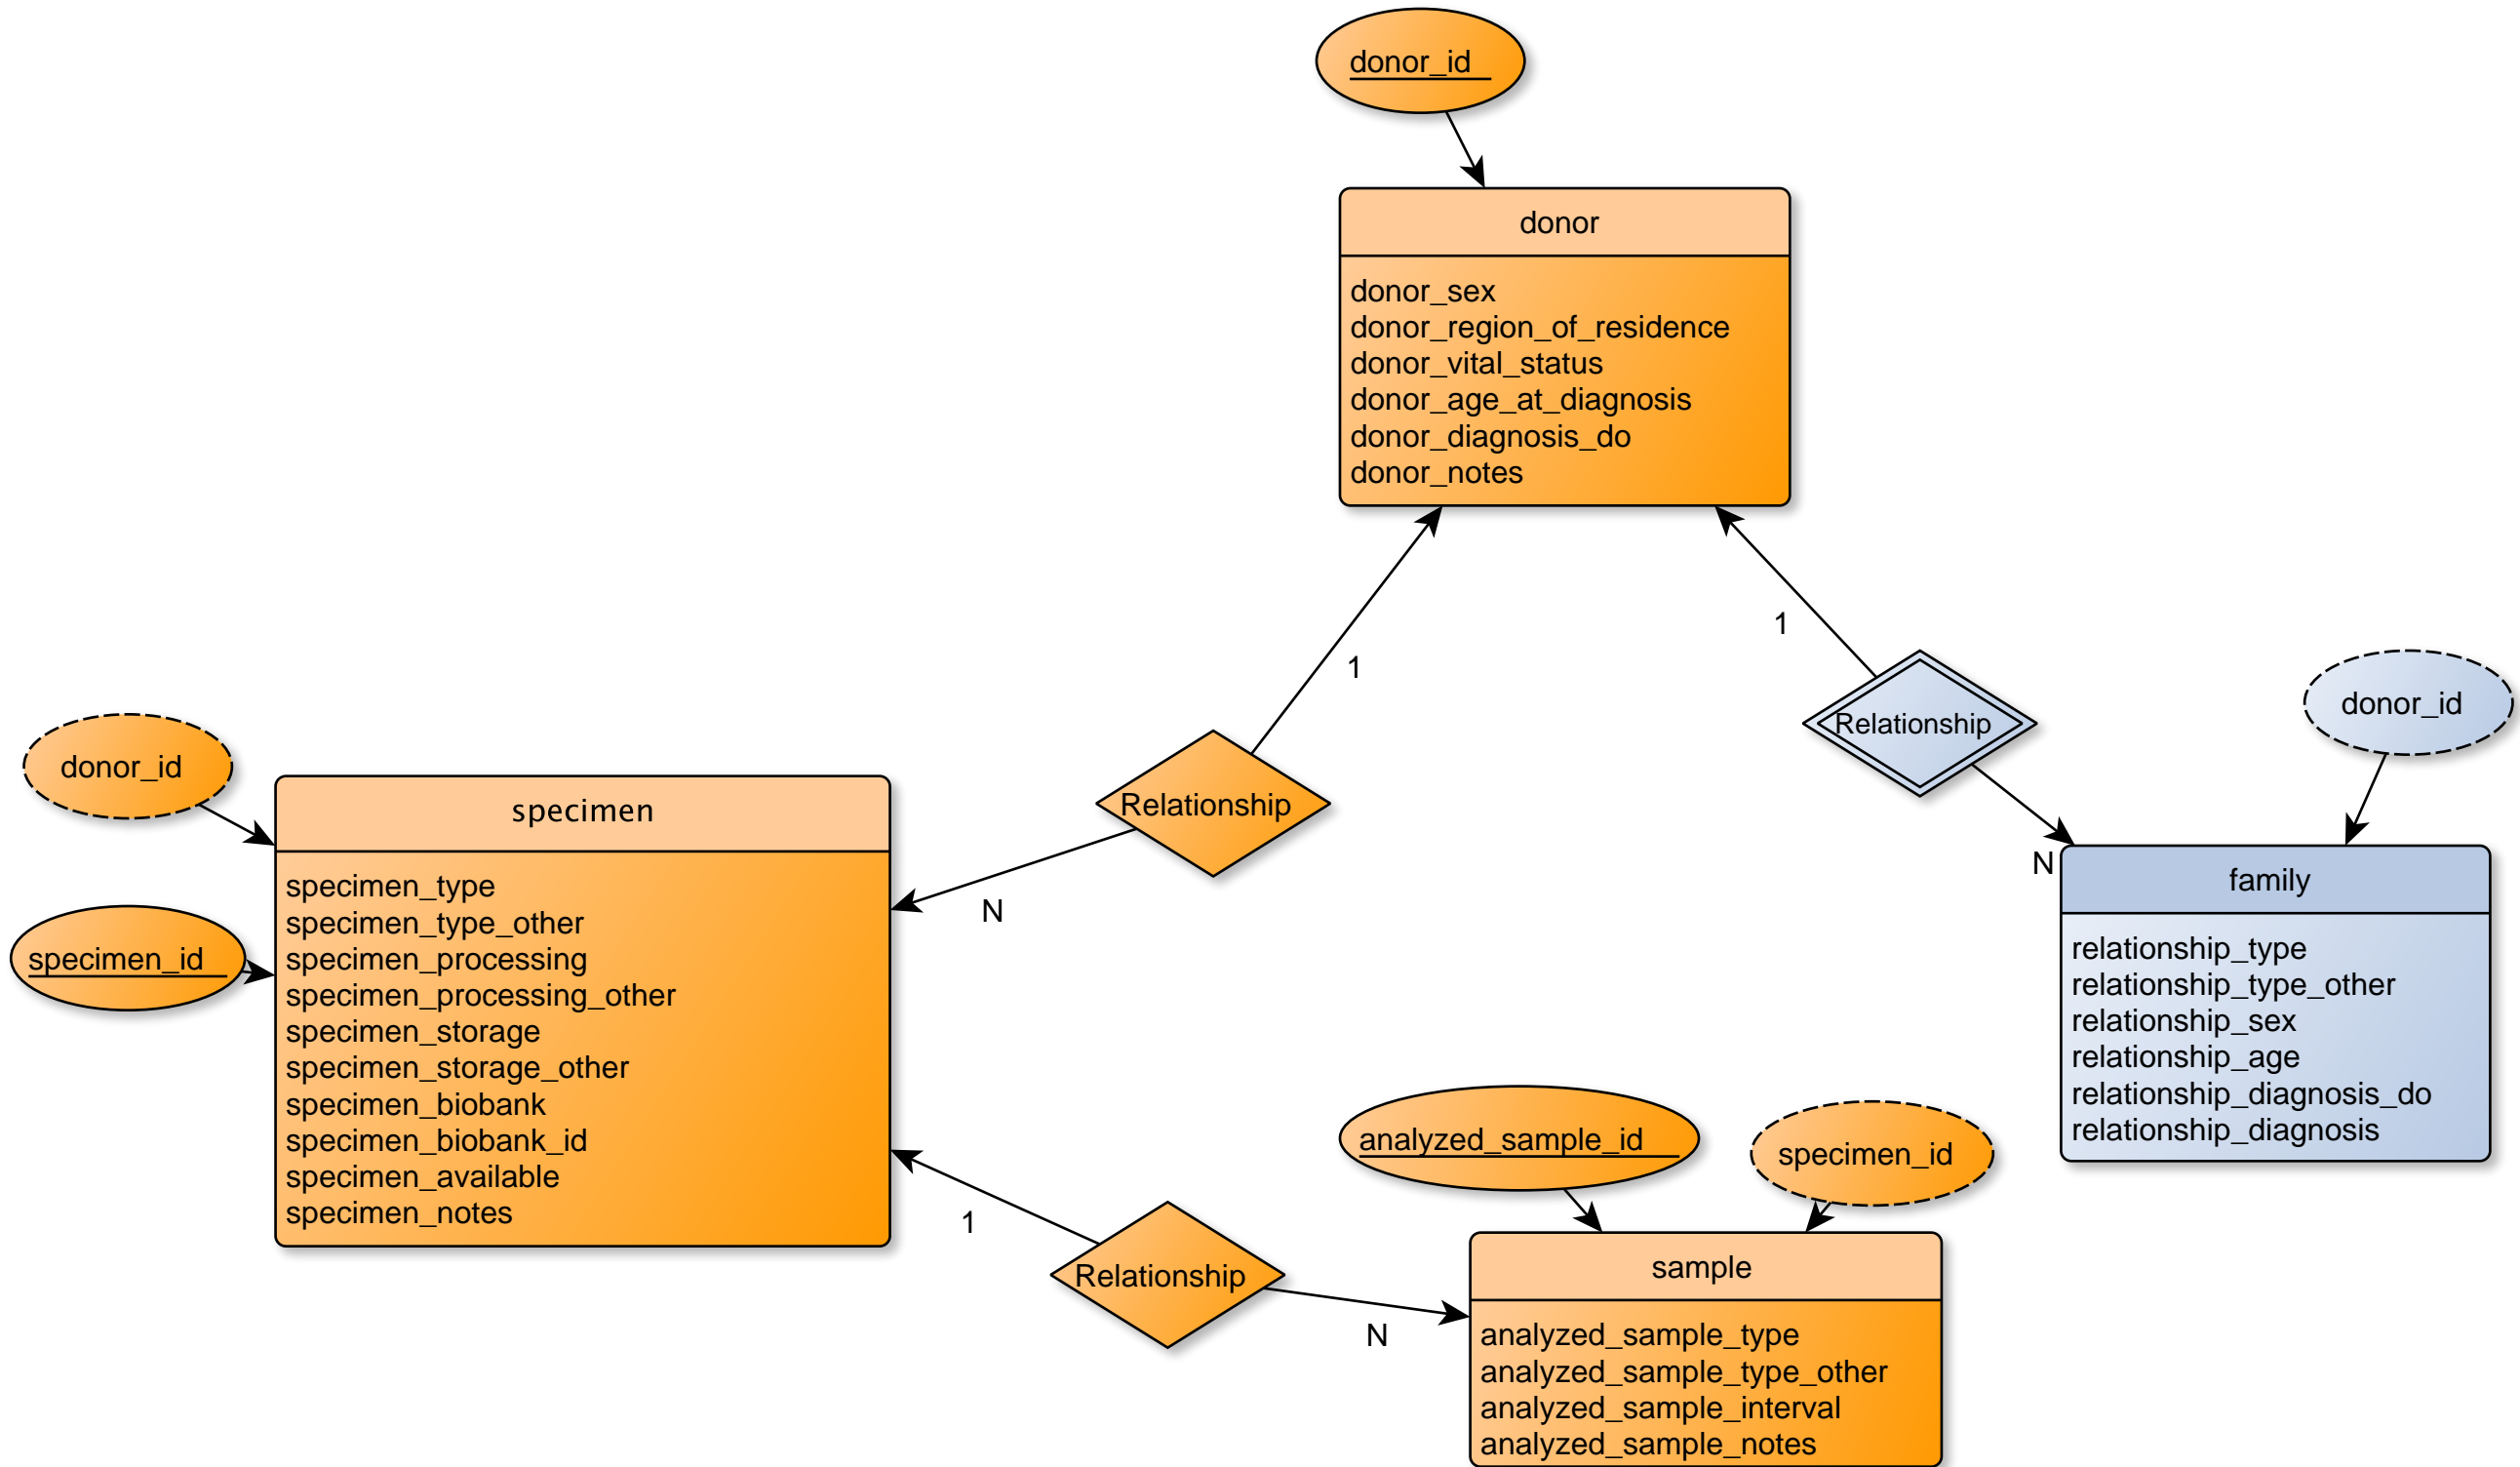 donor_id
donor
donor_sex
donor_region_of_residence
donor_vital_status
donor_age_at_diagnosis
donor_diagnosis_do
donor_notes
1
1
Relationship
donor_id
donor_id
Relationship
specimen
N
N
family
specimen_type
specimen_type_other
specimen_processing
specimen_processing_other
specimen_storage
specimen_storage_other
specimen_biobank
specimen_biobank_id
specimen_available
specimen_notes
specimen_id
relationship_type
relationship_type_other
relationship_sex
relationship_age
relationship_diagnosis_do
relationship_diagnosis
analyzed_sample_id
specimen_id
1
Relationship
N
sample
analyzed_sample_type
analyzed_sample_type_other
analyzed_sample_interval
analyzed_sample_notes